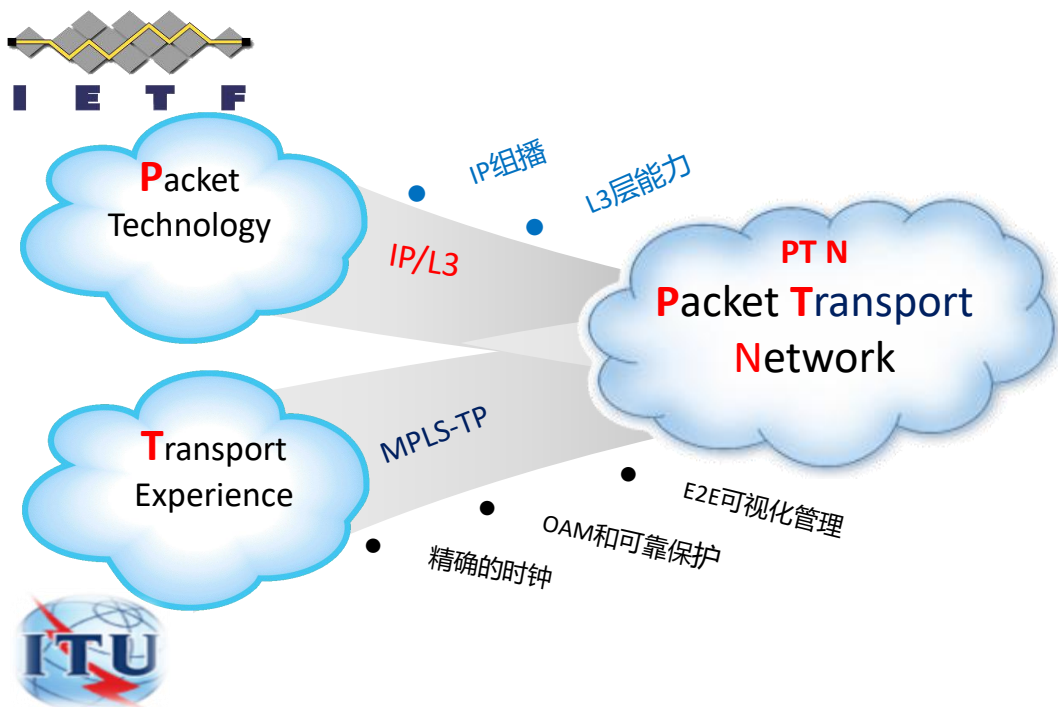 I E T F
Packet
Technology
IP组播
L3层能力
IP/L3
PT N
Packet Transport
Network
MPLS-TP
Transport
Experience
E2E可视化管理
OAM和可靠保护
精确的时钟
ITU